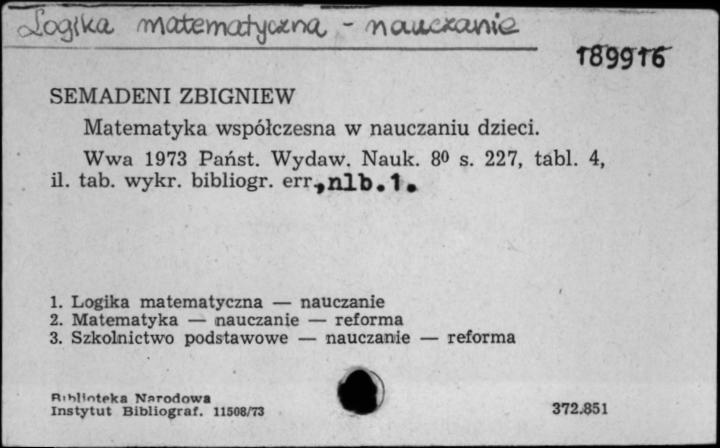 Logika matematyczna - nauczanie
189916
SEMADENI ZBIGNIEW
Matematyka współczesna w nauczaniu dzieci.
Wwa 1973 Państ. Wydaw. Nauk. 8º s. 227, tabl. 4,
il. tab. wykr. bibliogr. err., nlb. 1.
1. Logika matematyczna — nauczanie
2. Matematyka — nauczanie — reforma
3. Szkolnictwo podstawowe — nauczanie — reforma
Biblioteka Narodowa
Instytut Bibliograf. 11508/73
372.851